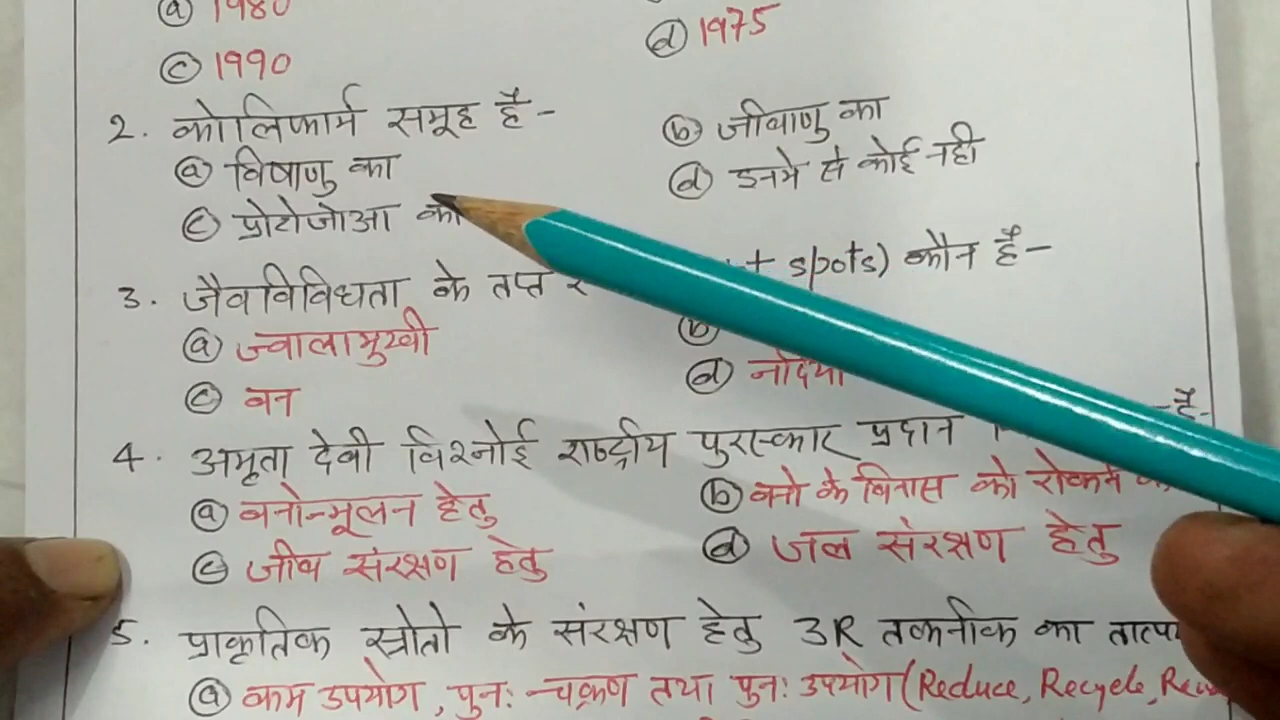 ⓐ 1980
ⓓ 1975
ⓒ 1990
2. कोलिफार्म समूह है-
ⓐ विषाणु का ⓑ जीवाणु का
ⓒ प्रोटोजोआ का ⓓ इनमे से कोई नही
3. जैवविविधता के तप्त spots) कौन है-
ⓐ ज्वालामुखी ⓑ
ⓒ वन ⓓ नदियां
4. अमृता देवी विश्नोई राष्ट्रीय पुरस्कार प्रदान है-
ⓐ वनोन्मूलन हेतु ⓑ वनो के विनास को रोकने
ⓒ जीव संरक्षण हेतु ⓓ जल संरक्षण हेतु
5. प्राकृतिक स्त्रोतो के संरक्षण हेतु 3R तकनीक का
ⓐ कम उपयोग, पुनः चक्रण तथा पुनः उपयोग (Reduce, Recycle,